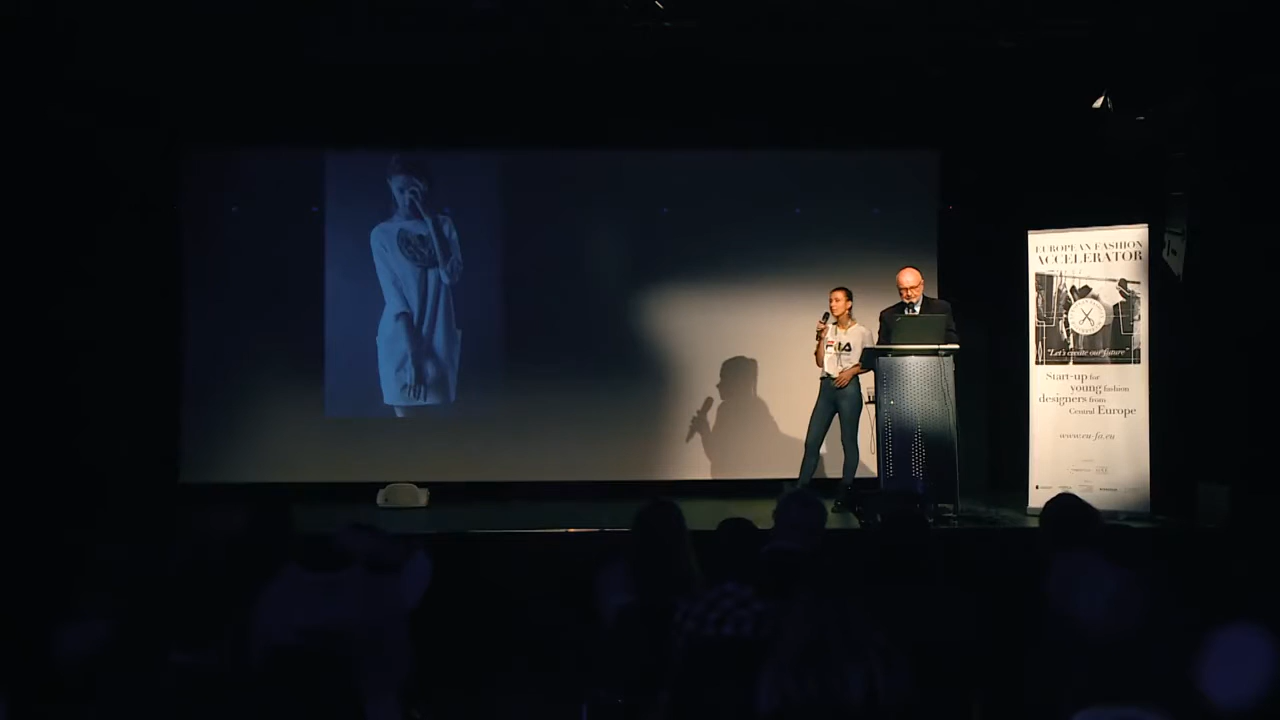 FILA
EUROPEAN FASHION
ACCELERATOR
"Let's create our future"
Start-up for
young fashion
designers from
Central Europe
www.eu-fa.eu